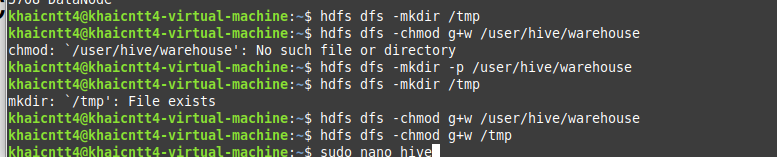 5708 DataNode
khaicntt4@khaicntt4-virtual-machine:~$ hdfs dfs -mkdir /tmp
khaicntt4@khaicntt4-virtual-machine:~$ hdfs dfs -chmod g+w /user/hive/warehouse
chmod: `/user/hive/warehouse': No such file or directory
khaicntt4@khaicntt4-virtual-machine:~$ hdfs dfs -mkdir -p /user/hive/warehouse
khaicntt4@khaicntt4-virtual-machine:~$ hdfs dfs -mkdir /tmp
mkdir: `/tmp': File exists
khaicntt4@khaicntt4-virtual-machine:~$ hdfs dfs -chmod g+w /user/hive/warehouse
khaicntt4@khaicntt4-virtual-machine:~$ hdfs dfs -chmod g+w /tmp
khaicntt4@khaicntt4-virtual-machine:~$ sudo nano hive